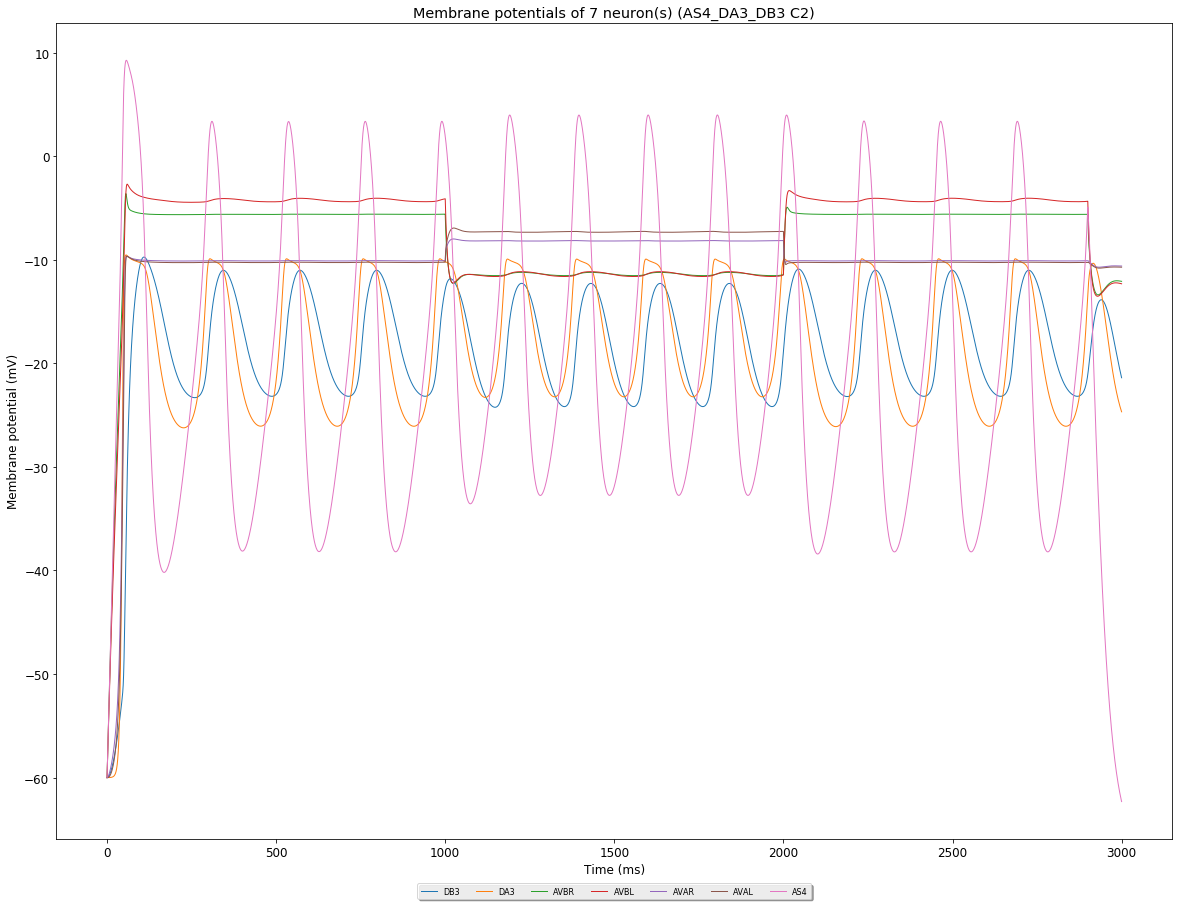 Membrane potentials of 7 neuron(s) (AS4_DA3_DB3 C2)
10
0
−10
−20
−30
−40
−50
−60
Membrane potential (mV)
0 500 1000 1500 2000 2500 3000
Time (ms)
DB3 DA3 AVBR AVBL AVAR AVAL AS4